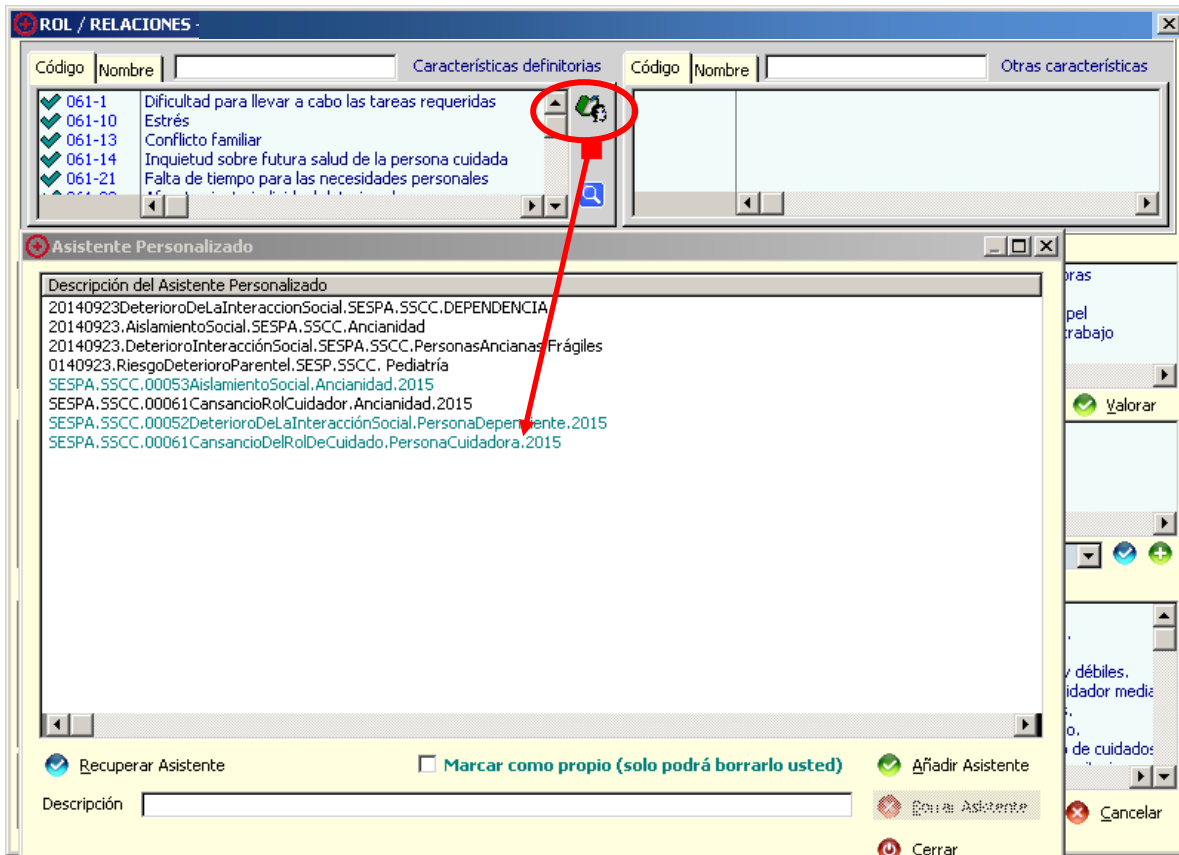 ROL / RELACIONES -
Código Nombre Características definitorias Código Nombre Otras características
061-1 Dificultad para llevar a cabo las tareas requeridas
061-10 Estrés
061-13 Conflicto familiar
061-14 Inquietud sobre futura salud de la persona cuidada
061-21 Falta de tiempo para las necesidades personales
Asistente Personalizado
Descripción del Asistente Personalizado
20140923DeterioroDeLaInteraccionSocial.SESPA.SSCC.DEPENDENCIA
20140923.AislamientoSocial.SESPA.SSCC.Ancianidad
20140923.DeterioroInteracciónSocial.SESPA.SSCC.PersonasAncianas Frágiles
0140923.RiesgoDeterioroParentel.SESP.SSCC. Pediatría
SESPA.SSCC.00053AislamientoSocial.Ancianidad.2015
SESPA.SSCC.00061CansancioRolCuidador.Ancianidad.2015
SESPA.SSCC.00052DeterioroDeLaInteracciónSocial.PersonaDependiente.2015
SESPA.SSCC.00061CansancioDelRolDeCuidado.PersonaCuidadora.2015
oras
pel
trabajo
Valorar
y débiles.
idador media
o.
de cuidados
Recuperar Asistente Marcar como propio (solo podrá borrarlo usted) Añadir Asistente
Descripción Borrar Asistente Cancelar
Cerrar